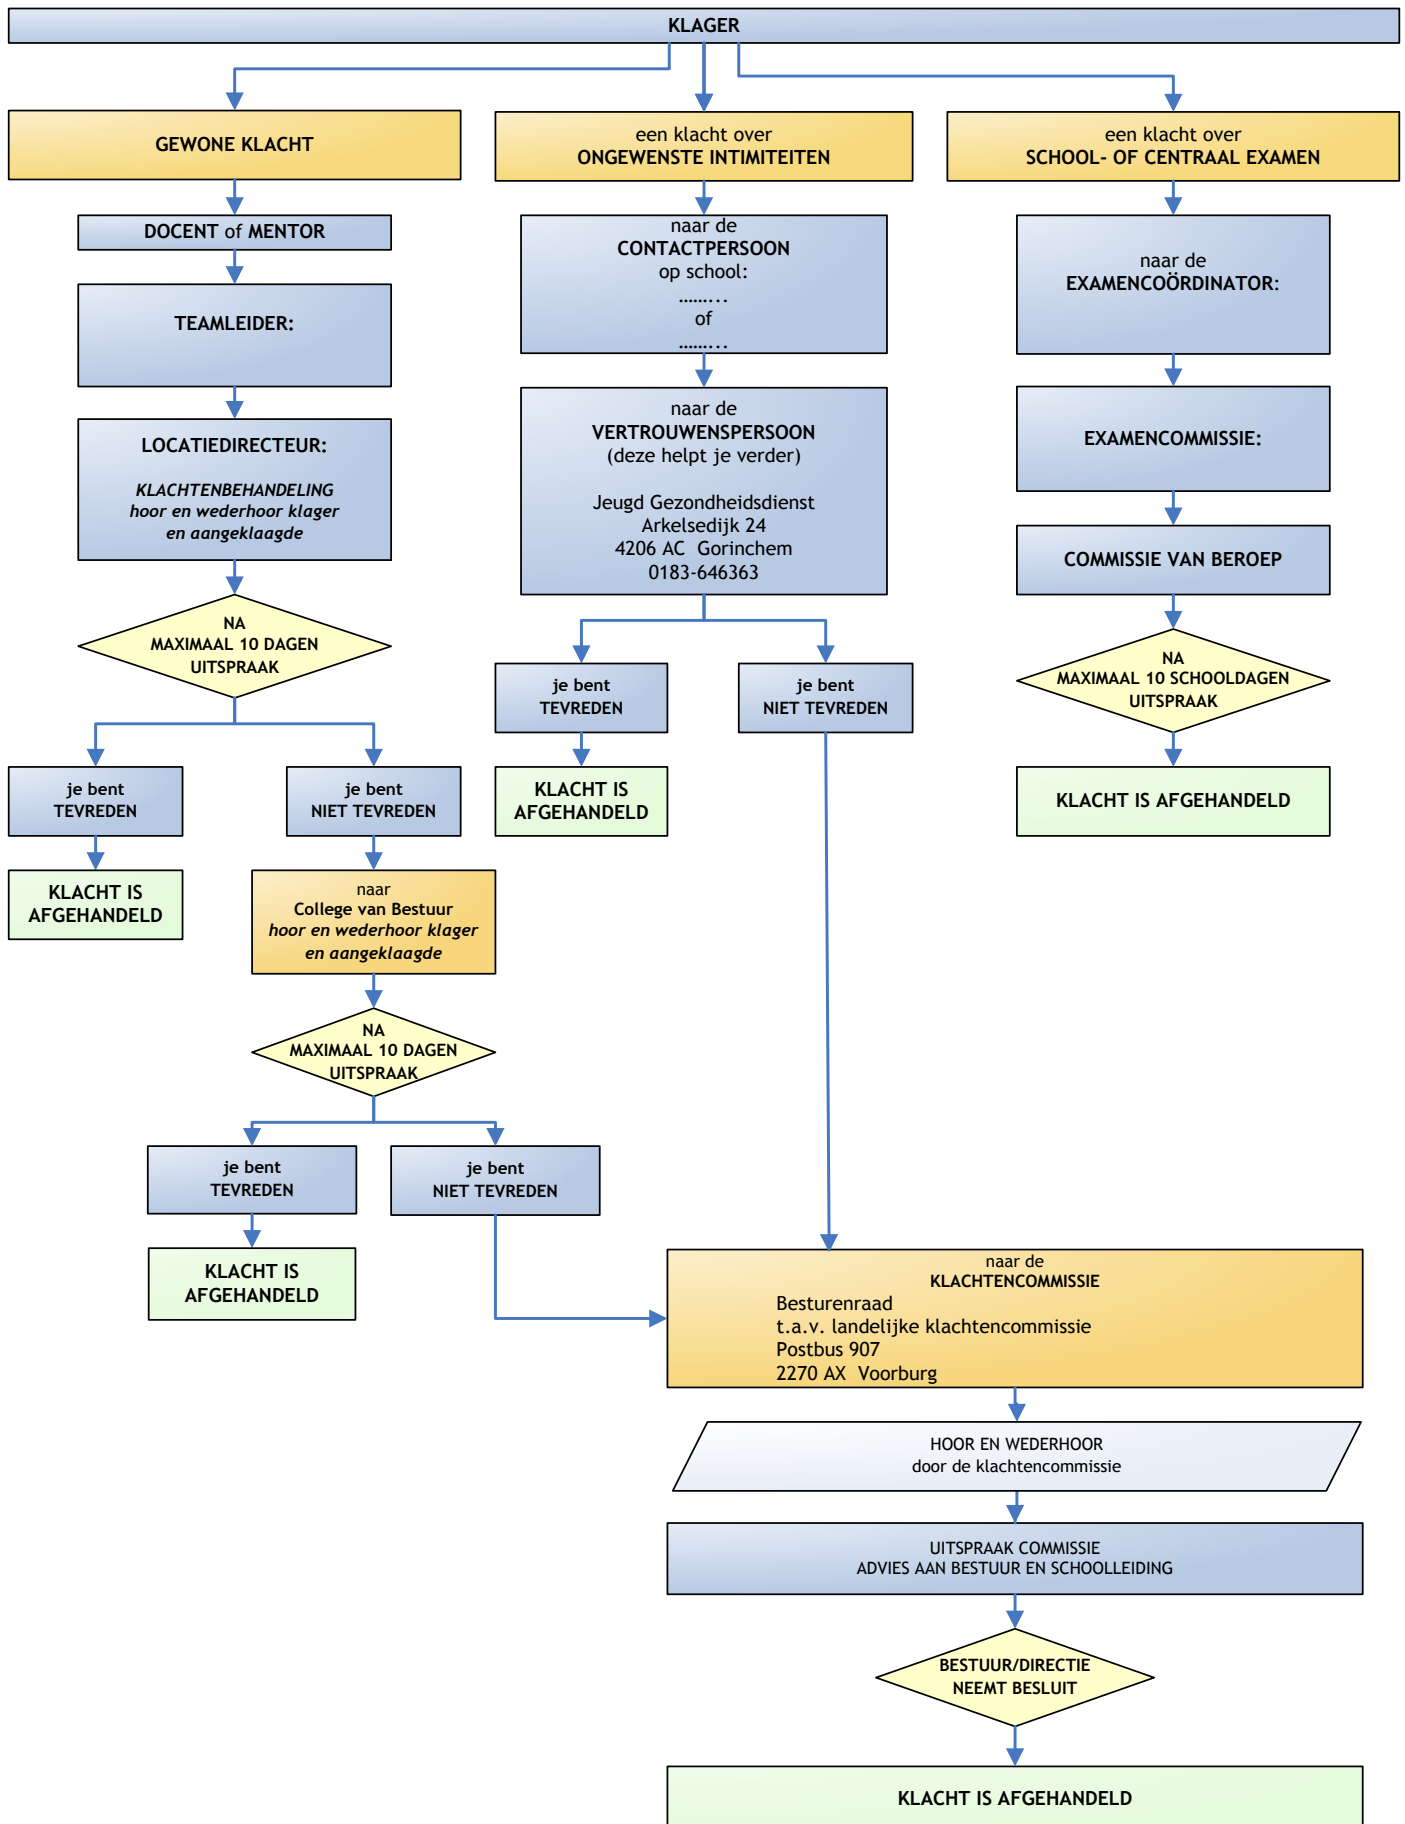 KLAGER
GEWONE KLACHT
DOCENT of MENTOR
TEAMLEIDER:
LOCATIEDIRECTEUR:
KLACHTENBEHANDELING
hoor en wederhoor klager
en aangeklaagde
NA
MAXIMAAL 10 DAGEN
UITSPRAAK
je bent
TEVREDEN
KLACHT IS
AFGEHANDELD
je bent
NIET TEVREDEN
naar
College van Bestuur
hoor en wederhoor klager
en aangeklaagde
NA
MAXIMAAL 10 DAGEN
UITSPRAAK
je bent
TEVREDEN
KLACHT IS
AFGEHANDELD
je bent
NIET TEVREDEN
een klacht over
ONGEWENSTE INTIMITEITEN
naar de
CONTACTPERSOON
op school:
………
of
………
naar de
VERTROUWENSPERSOON
(deze helpt je verder)
Jeugd Gezondheidsdienst
Arkelsedijk 24
4206 AC  Gorinchem
0183-646363
je bent
TEVREDEN
KLACHT IS
AFGEHANDELD
je bent
NIET TEVREDEN
een klacht over
SCHOOL- OF CENTRAAL EXAMEN
naar de
EXAMENCOÖRDINATOR:
EXAMENCOMMISSIE:
COMMISSIE VAN BEROEP
NA
MAXIMAAL 10 SCHOOLDAGEN
UITSPRAAK
KLACHT IS AFGEHANDELD
naar de
KLACHTENCOMMISSIE
Besturenraad
t.a.v. landelijke klachtencommissie
Postbus 907
2270 AX  Voorburg
HOOR EN WEDERHOOR
door de klachtencommissie
UITSPRAAK COMMISSIE
ADVIES AAN BESTUUR EN SCHOOLLEIDING
BESTUUR/DIRECTIE
NEEMT BESLUIT
KLACHT IS AFGEHANDELD